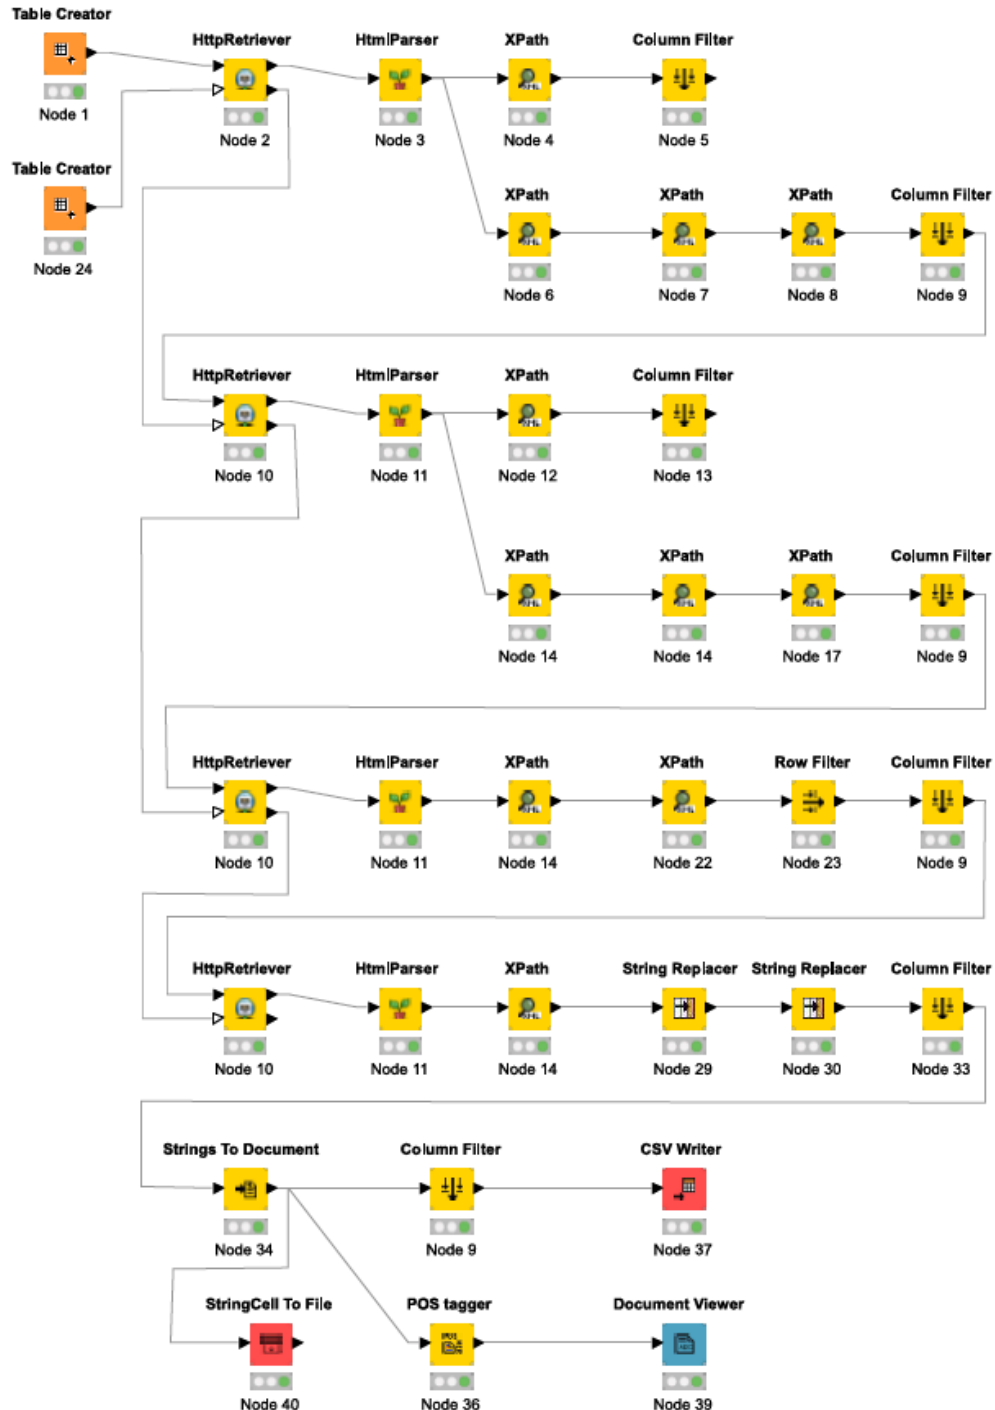 Table Creator
HttpRetriever HtmlParser XPath Column Filter
Node 1
Node 2 Node 3 Node 4 Node 5
Table Creator
XPath XPath XPath Column Filter
Node 24
Node 6 Node 7 Node 8 Node 9
HttpRetriever HtmlParser XPath Column Filter
Node 10 Node 11 Node 12 Node 13
XPath XPath XPath Column Filter
Node 14 Node 14 Node 17 Node 9
HttpRetriever HtmlParser XPath XPath Row Filter Column Filter
Node 10 Node 11 Node 14 Node 22 Node 23 Node 9
HttpRetriever HtmlParser XPath String Replacer String Replacer Column Filter
Node 10 Node 11 Node 14 Node 29 Node 30 Node 33
Strings To Document Column Filter CSV Writer
Node 34 Node 9 Node 37
StringCell To File POS tagger Document Viewer
Node 40 Node 36 Node 39